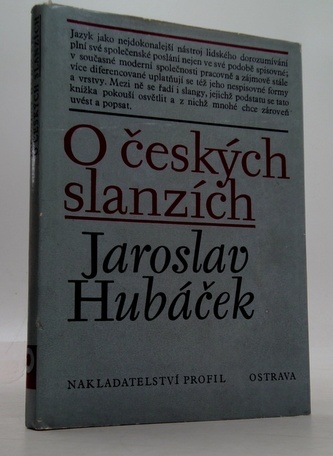 Jazyk jako nejdokonalejší nástroj lidského dorozumívání
plní své společenské poslání nejen ve své podobě spisovné;
v současné moderní společnosti pracovně a zájmově stále
více diferencované uplatňují se též jeho nespisovné formy
a vrstvy. Mezi ně se řadí i slangy, jejichž podstatu se tato
knížka pokouší osvětlit a z nichž mnohé chce zároveň
uvést a popsat.
O českých
slanzích
Jaroslav
Hubáček
NAKLADATELSTVÍ PROFIL OSTRAVA